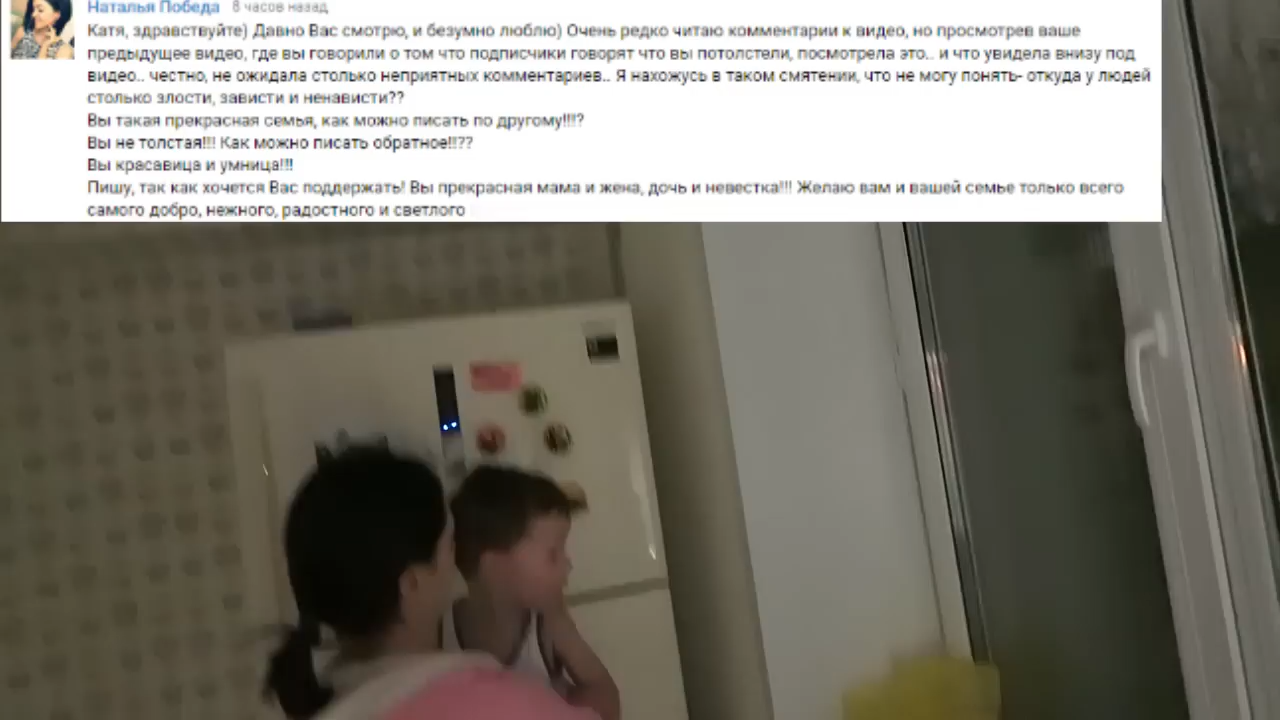 Наталья Победа 8 часов назад
Катя, здравствуйте) Давно Вас смотрю, и безумно люблю) Очень редко читаю комментарии к видео, но просмотрев ваше
предыдущее видео, где вы говорили о том что подписчики говорят что вы потолстели, посмотрела это.. и что увидела внизу под
видео.. честно, не ожидала столько неприятных комментариев.. Я нахожусь в таком смятении, что не могу понять- откуда у людей
столько злости, зависти и ненависти??
Вы такая прекрасная семья, как можно писать по другому!!!?
Вы не толстая!!! Как можно писать обратное!!??
Вы красавица и умница!!!
Пишу, так как хочется Вас поддержать! Вы прекрасная мама и жена, дочь и невестка!!! Желаю вам и вашей семье только всего
самого добро, нежного, радостного и светлого